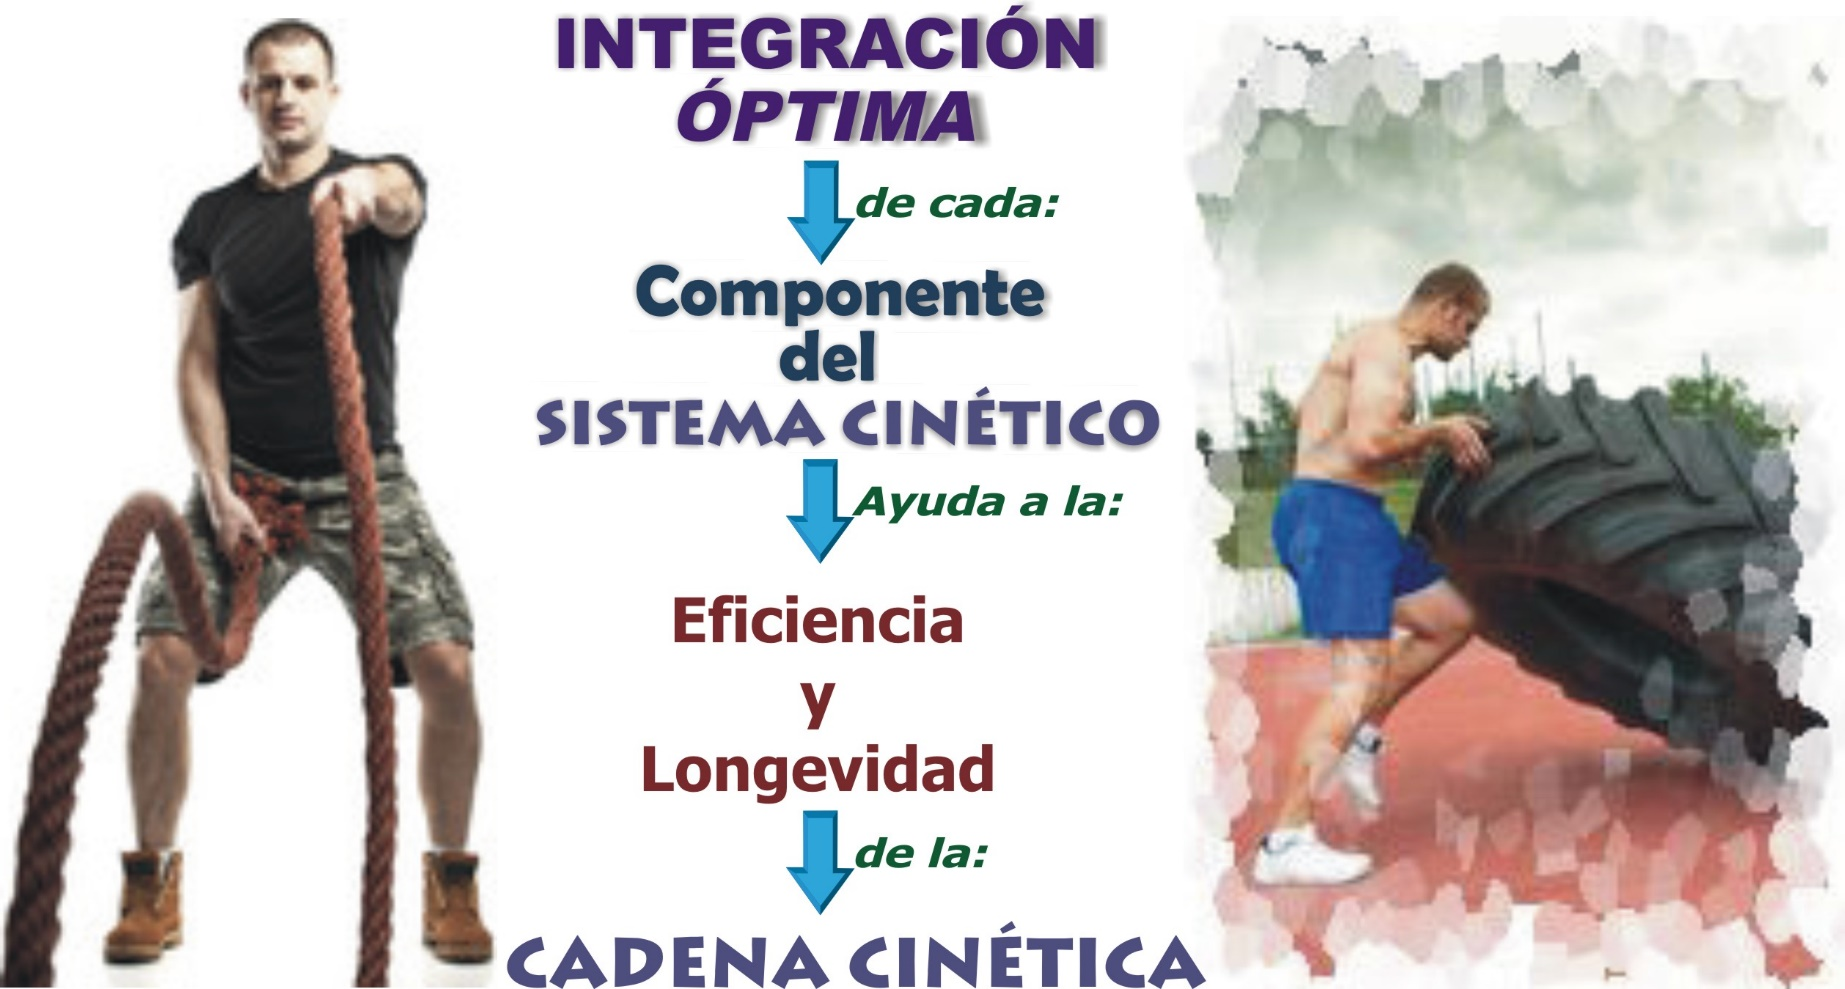 INTEGRACIÓN
ÓPTIMA
de cada:
Componente
del
SISTEMA CINÉTICO
Ayuda a la:
Eficiencia
y
Longevidad
de la:
CADENA CINÉTICA